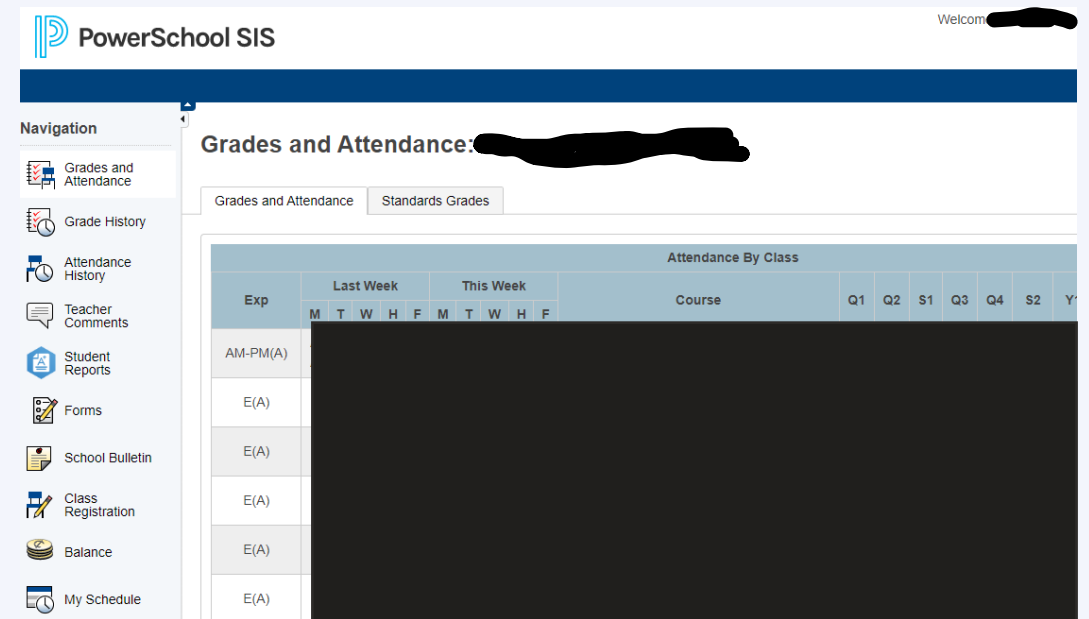 Welcom
PowerSchool SIS
Navigation
Grades and
Attendance
Grade History
Attendance
History
Teacher
Comments
Student
Reports
Forms
School Bulletin
Class
Registration
Balance
My Schedule
Grades and Attendance:
Grades and Attendance Standards Grades
Attendance By Class
Exp Last Week This Week Course Q1 Q2 S1 Q3 Q4 S2
M T W H F M T W H F
AM-PM(A)
E(A)
E(A)
E(A)
E(A)
E(A)